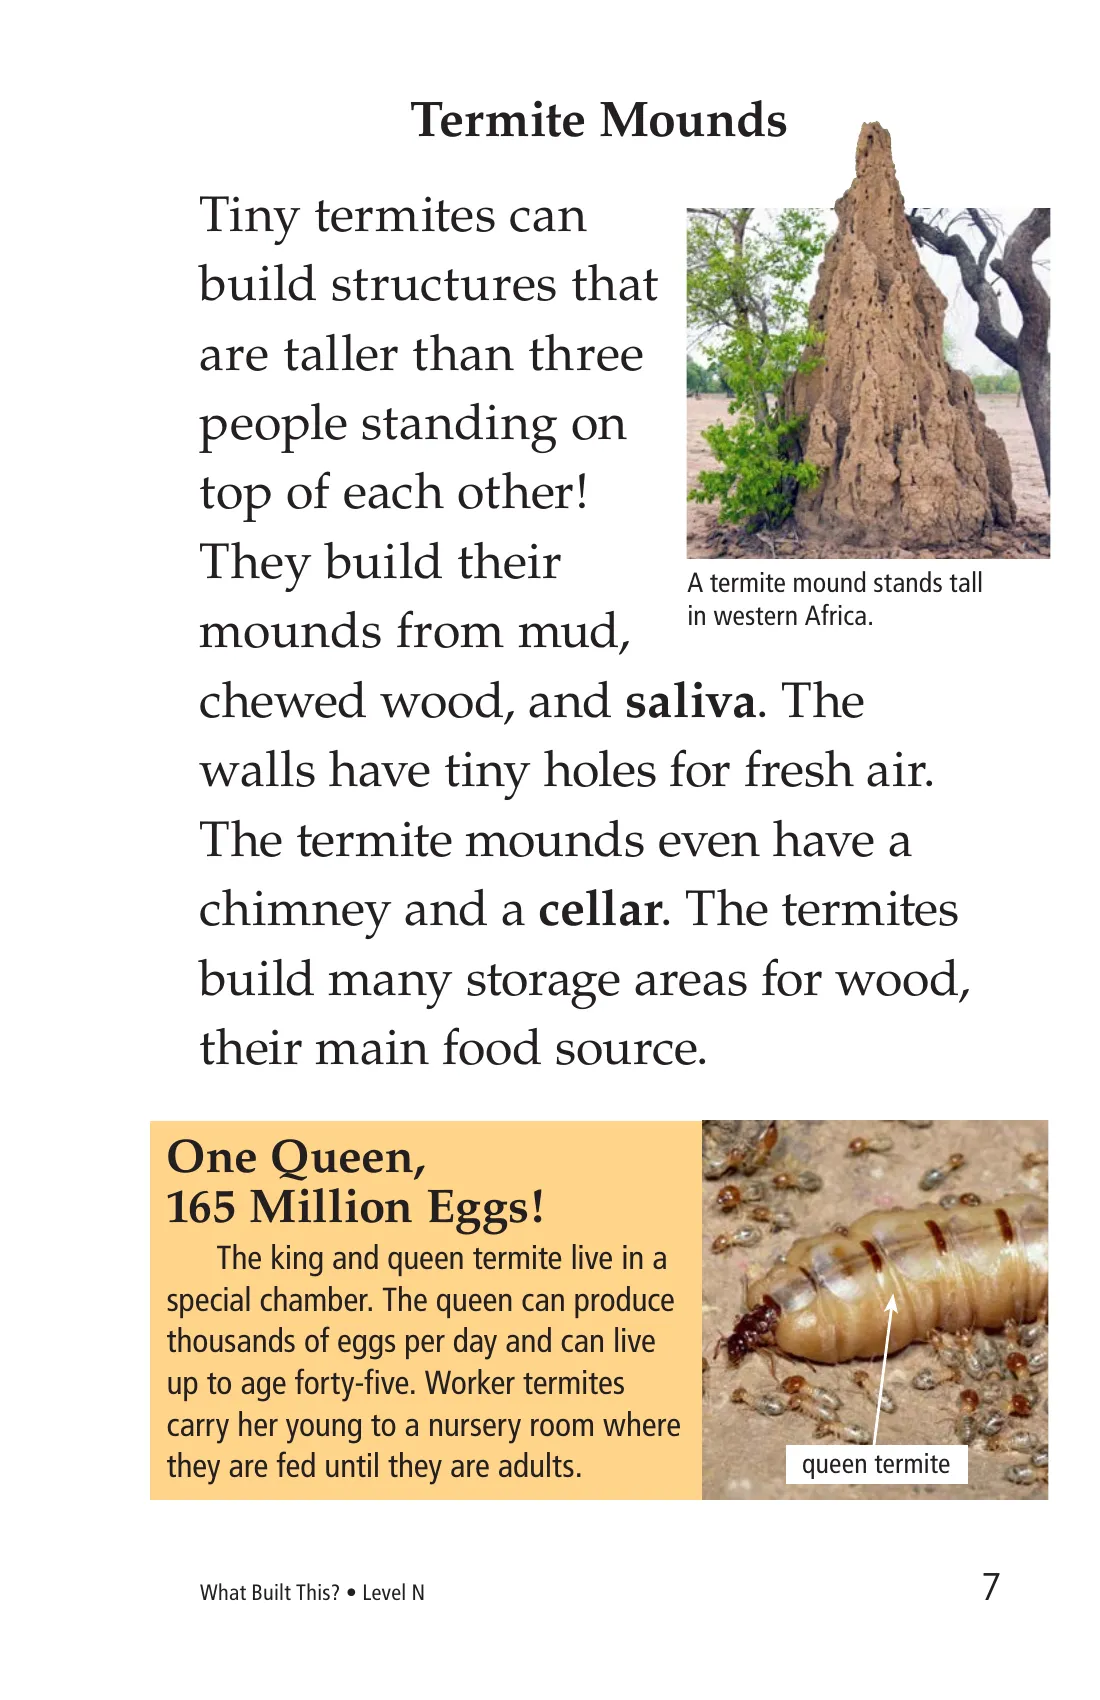 Termite Mounds
Tiny termites can
build structures that
are taller than three
people standing on
top of each other!
They build their
mounds from mud,
chewed wood, and saliva. The
walls have tiny holes for fresh air.
The termite mounds even have a
chimney and a cellar. The termites
build many storage areas for wood,
their main food source.
A termite mound stands tall
in western Africa.
One Queen,
165 Million Eggs!
The king and queen termite live in a
special chamber. The queen can produce
thousands of eggs per day and can live
up to age forty-five. Worker termites
carry her young to a nursery room where
they are fed until they are adults.
queen termite
What Built This? • Level N
7